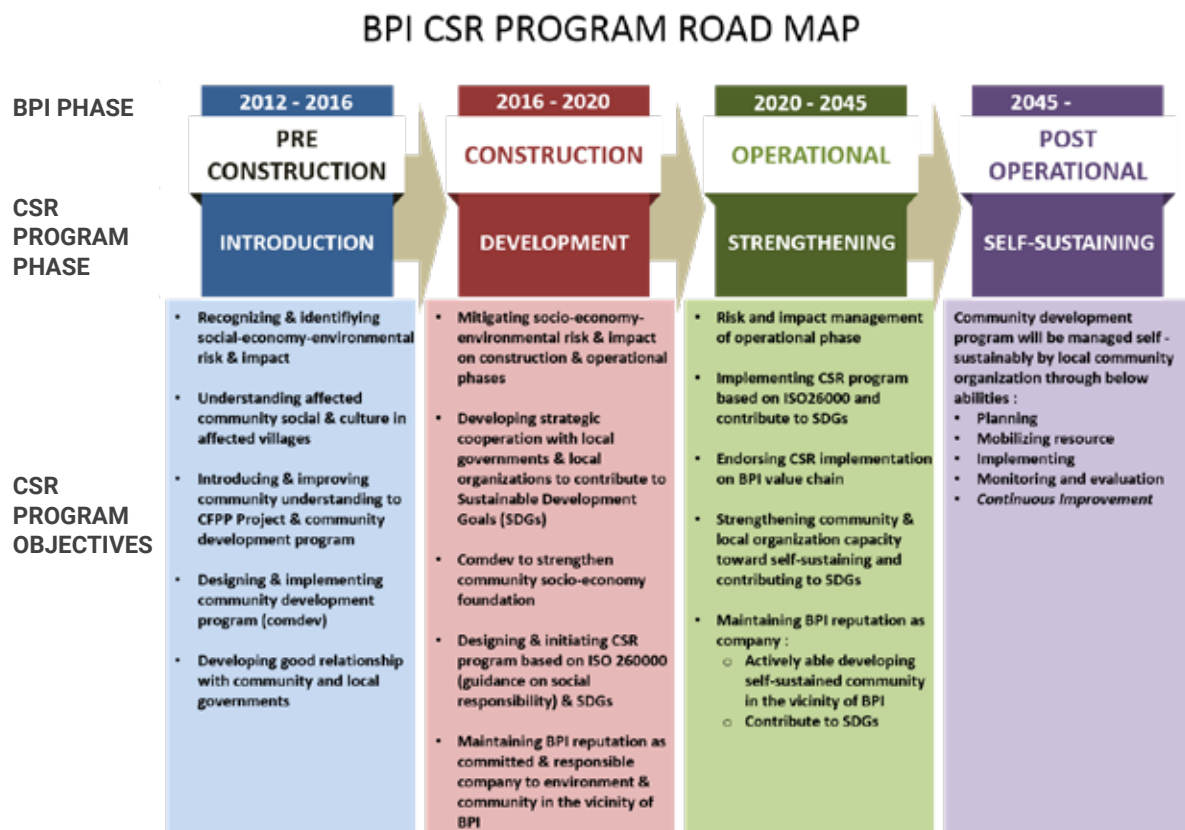 BPI CSR PROGRAM ROAD MAP
BPI PHASE
2012 - 2016
PRE
CONSTRUCTION
2016 - 2020
CONSTRUCTION
2020 - 2045
OPERATIONAL
2045 -
POST
OPERATIONAL
CSR
PROGRAM
PHASE
INTRODUCTION
DEVELOPMENT
STRENGTHENING
SELF-SUSTAINING
CSR
PROGRAM
OBJECTIVES
• Recognizing & identifiying
social-economy-environmental
risk & impact
• Understanding affected
community social & culture in
affected villages
• Introducing & improving
community understanding to
CFPP Project & community
development program
• Designing & implementing
community development
program (comdev)
• Developing good relationship
with community and local
governments
• Mitigating socio-economy-
environmental risk & impact
on construction & operational
phases
• Developing strategic
cooperation with local
governments & local
organizations to contribute to
Sustainable Development
Goals (SDGs)
• Comdev to strengthen
community socio-economy
foundation
• Designing & initiating CSR
program based on ISO 260000
(guidance on social
responsibility) & SDGs
• Maintaining BPI reputation as
committed & responsible
company to environment &
community in the vicinity of
BPI
• Risk and impact management
of operational phase
• Implementing CSR program
based on ISO26000 and
contribute to SDGs
• Endorsing CSR implementation
on BPI value chain
• Strengthening community &
local organization capacity
toward self-sustaining and
contributing to SDGs
• Maintaining BPI reputation as
company :
o Actively able developing
self-sustained community
in the vicinity of BPI
o Contribute to SDGs
Community development
program will be managed self -
sustainably by local community
organization through below
abilities :
• Planning
• Mobilizing resource
• Implementing
• Monitoring and evaluation
• Continuous Improvement